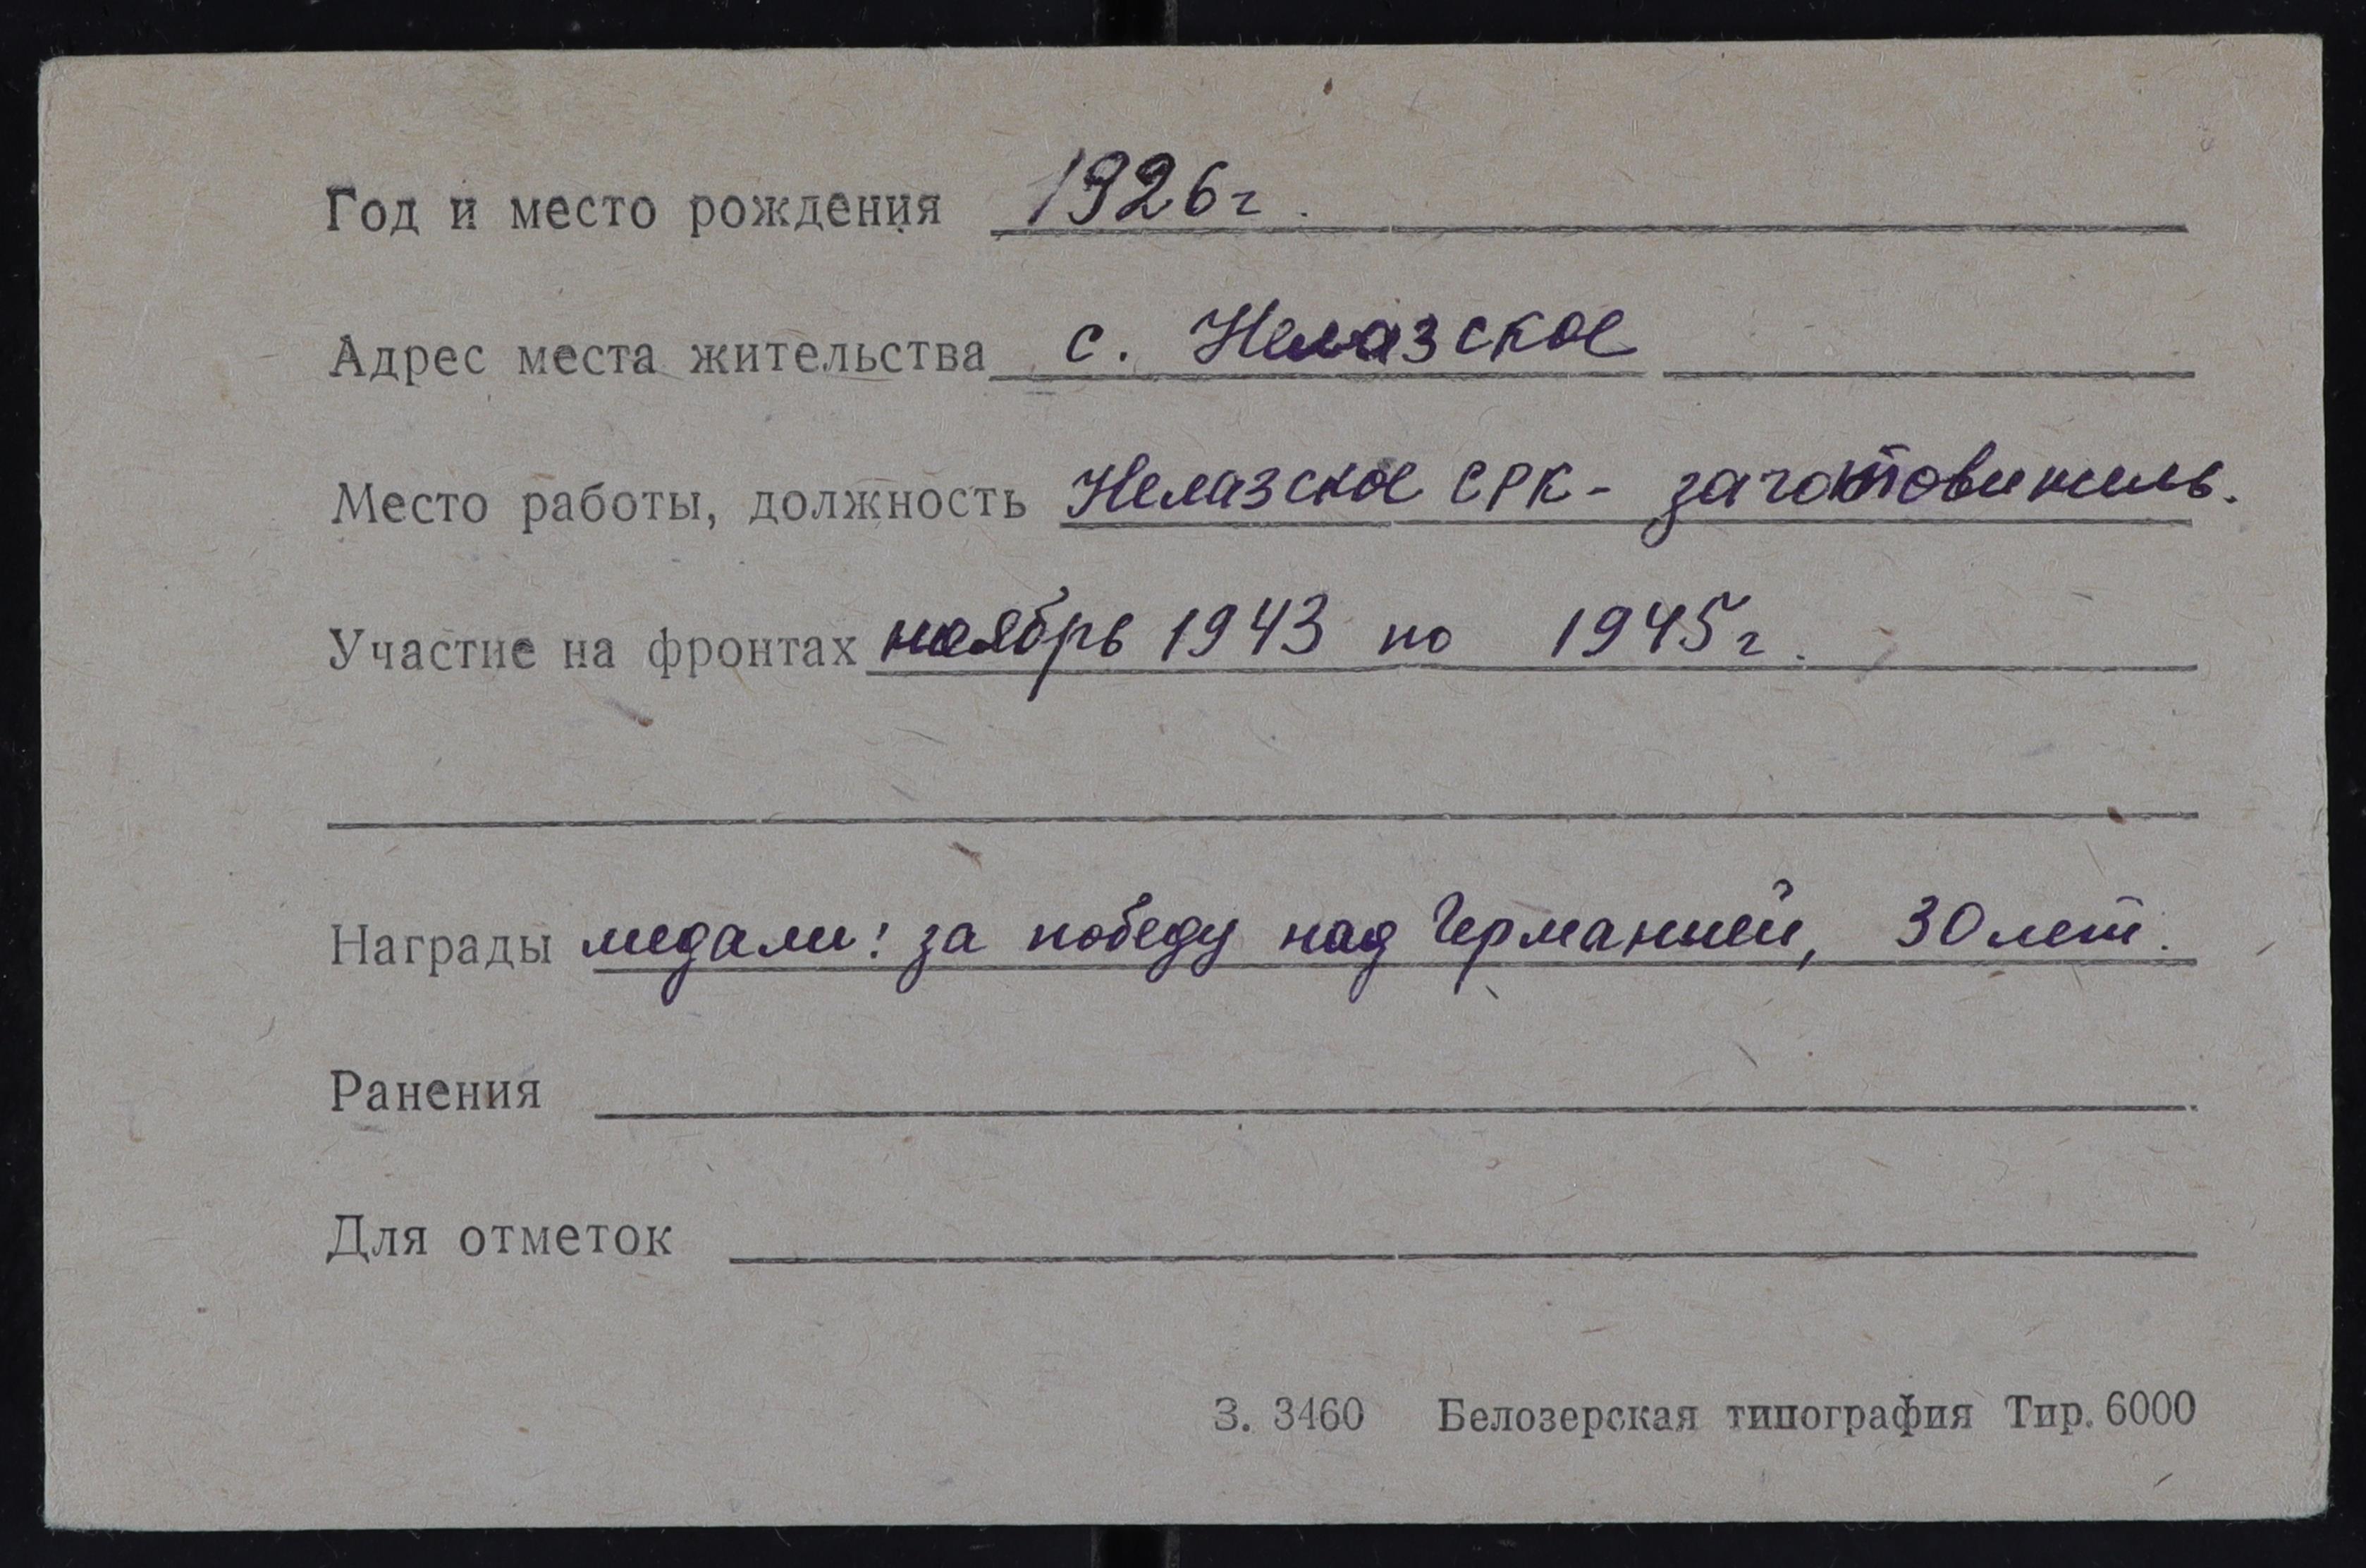 Год и место рождения 1926г.
Адрес места жительства с. Нелазское
Место работы, должность Нелазское СРК - заготовитель.
Участие на фронтах ноябрь 1943 по 1945г.
Награды медали: за победу над Германией, 30 лет.
Ранения
Для отметок
З. 3460 Белозерская типография Тир. 6000